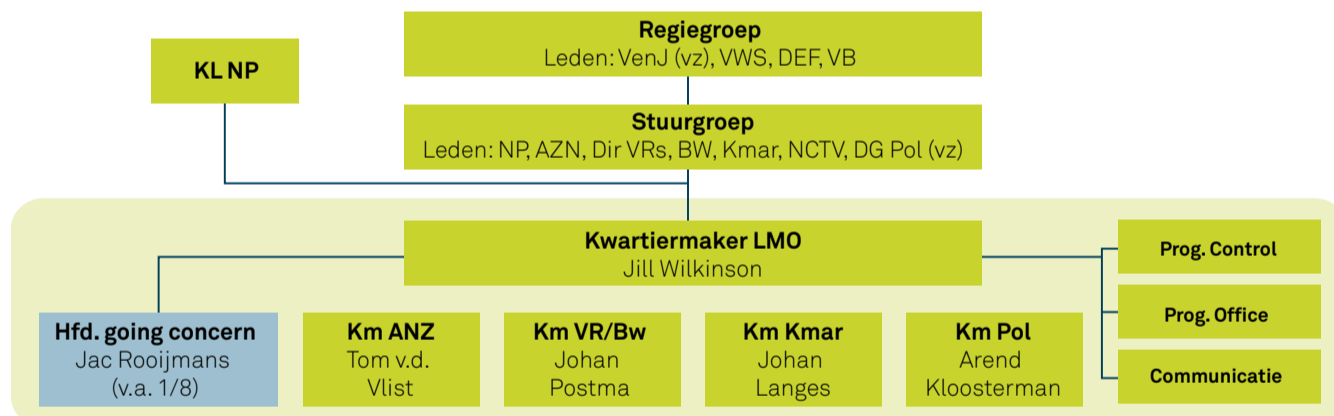 KL NP
Regiegroep
Leden: VenJ (vz), VWS, DEF, VB
Stuurgroep
Leden: NP, AZN, Dir VRs, BW, Kmar, NCTV, DG Pol (vz)
Kwartiermaker LMO
Jill Wilkinson
Prog. Control
Prog. Office
Communicatie
Hfd. going concern
Jac Rooijmans
(v.a. 1/8)
Km ANZ
Tom v.d.
Vlist
Km VR/Bw
Johan
Postma
Km Kmar
Johan
Langes
Km Pol
Arend
Kloosterman